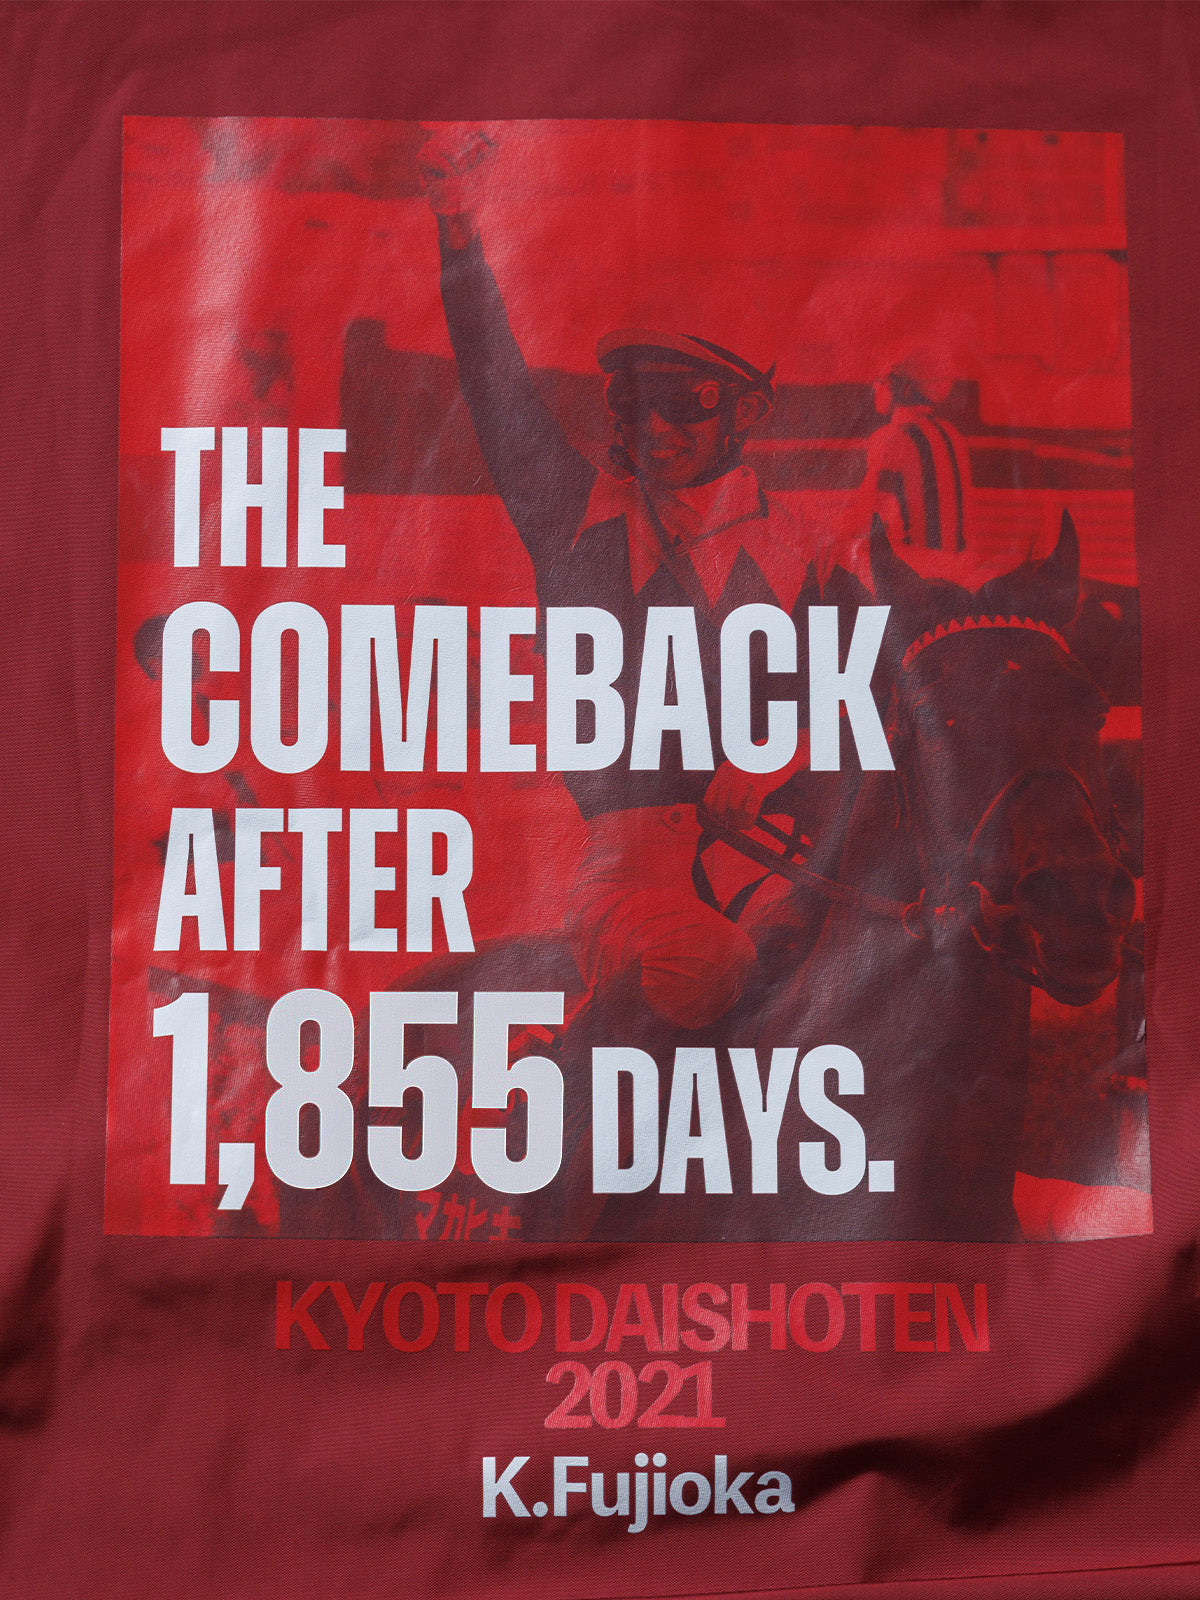 THE
COMEBACK
AFTER
1,855 DAYS.
マカヒキ
KYOTO DAISHOTEN
2021
K.Fujioka